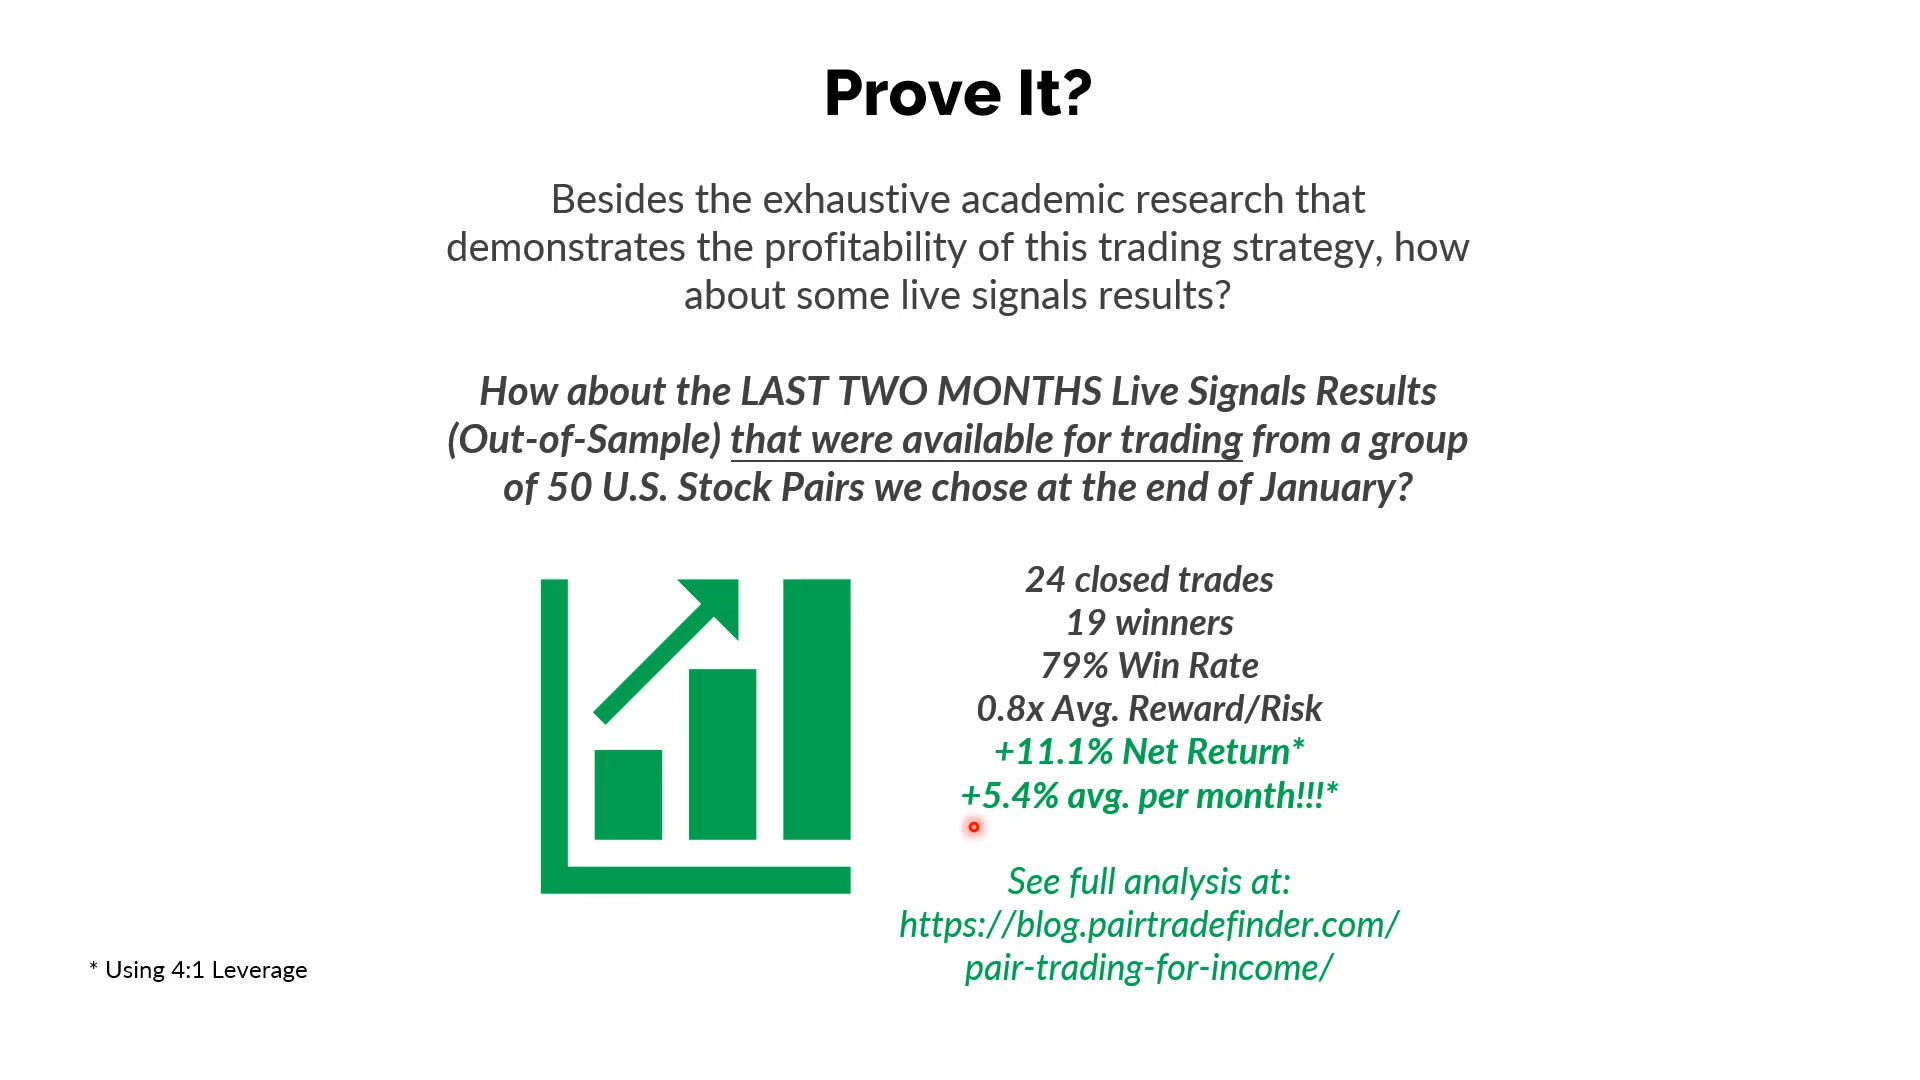 Prove It?
Besides the exhaustive academic research that
demonstrates the profitability of this trading strategy, how
about some live signals results?
How about the LAST TWO MONTHS Live Signals Results
(Out-of-Sample) that were available for trading from a group
of 50 U.S. Stock Pairs we chose at the end of January?
24 closed trades
19 winners
79% Win Rate
0.8x Avg. Reward/Risk
+11.1% Net Return*
+5.4% avg. per month!!!*
See full analysis at:
https://blog.pairtradefinder.com/
pair-trading-for-income/
* Using 4:1 Leverage